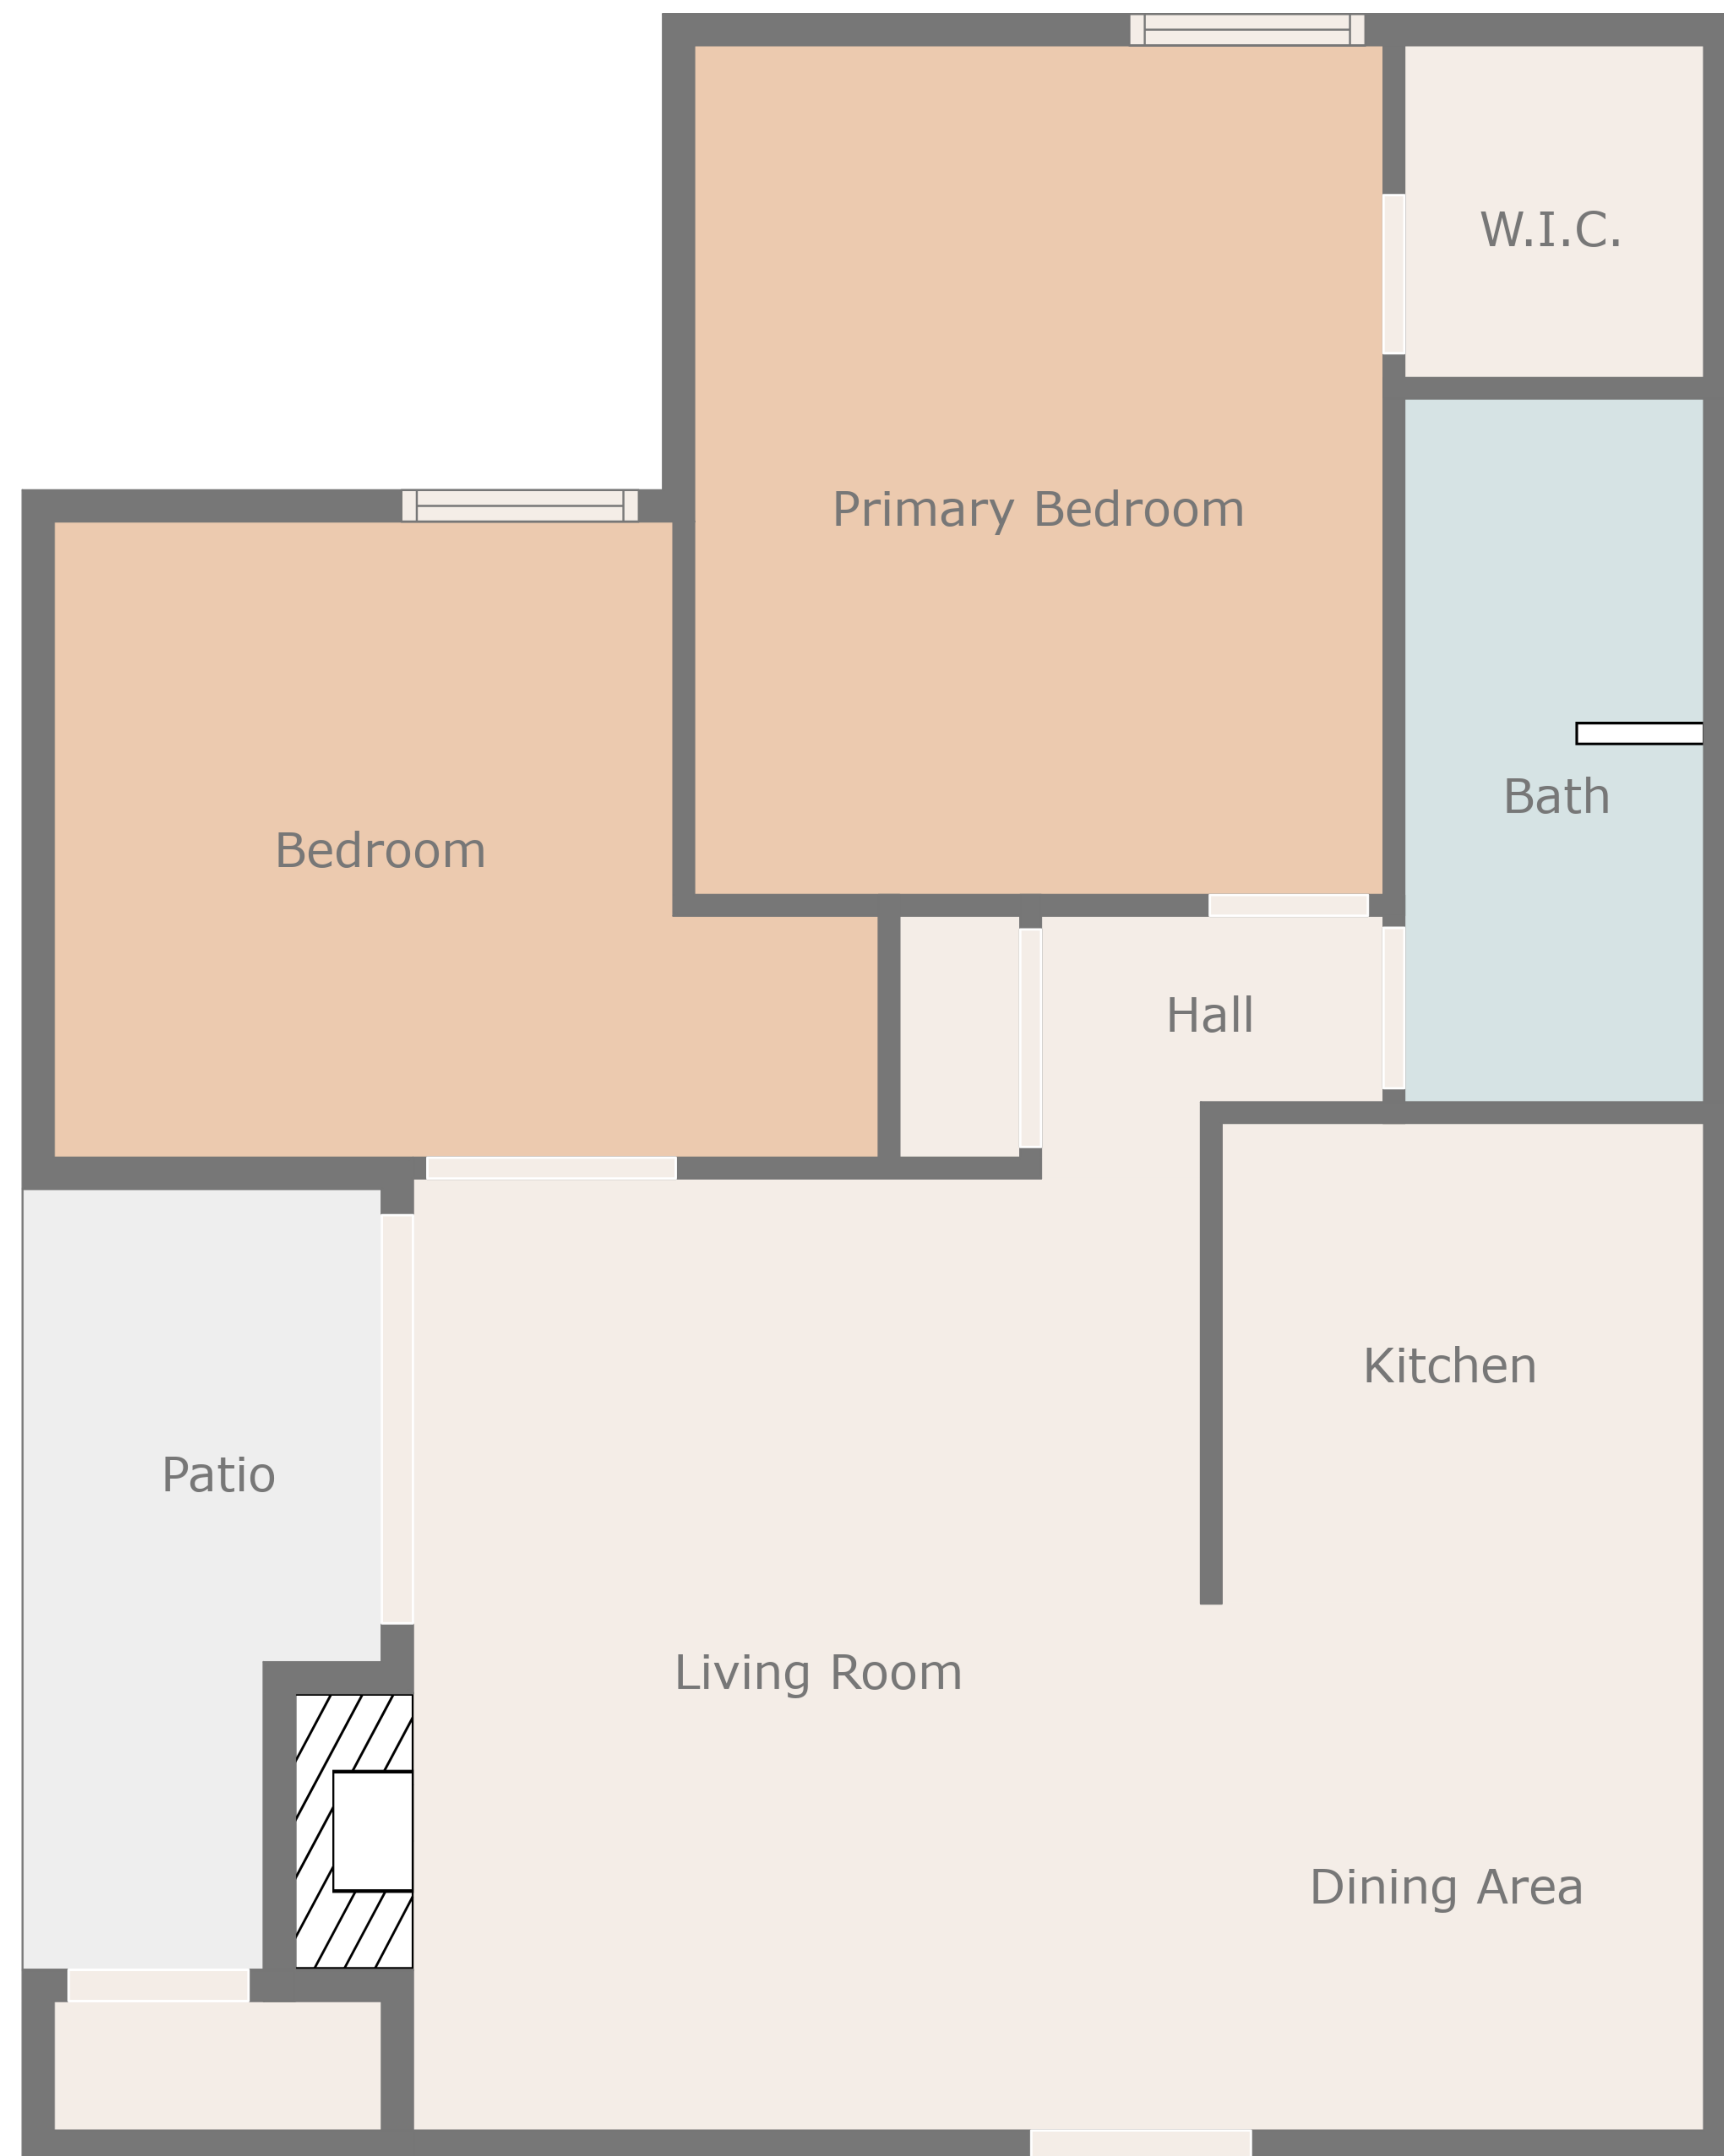 W.I.C.
Primary Bedroom
Bath
Bedroom
Hall
Kitchen
Patio
Living Room
Dining Area